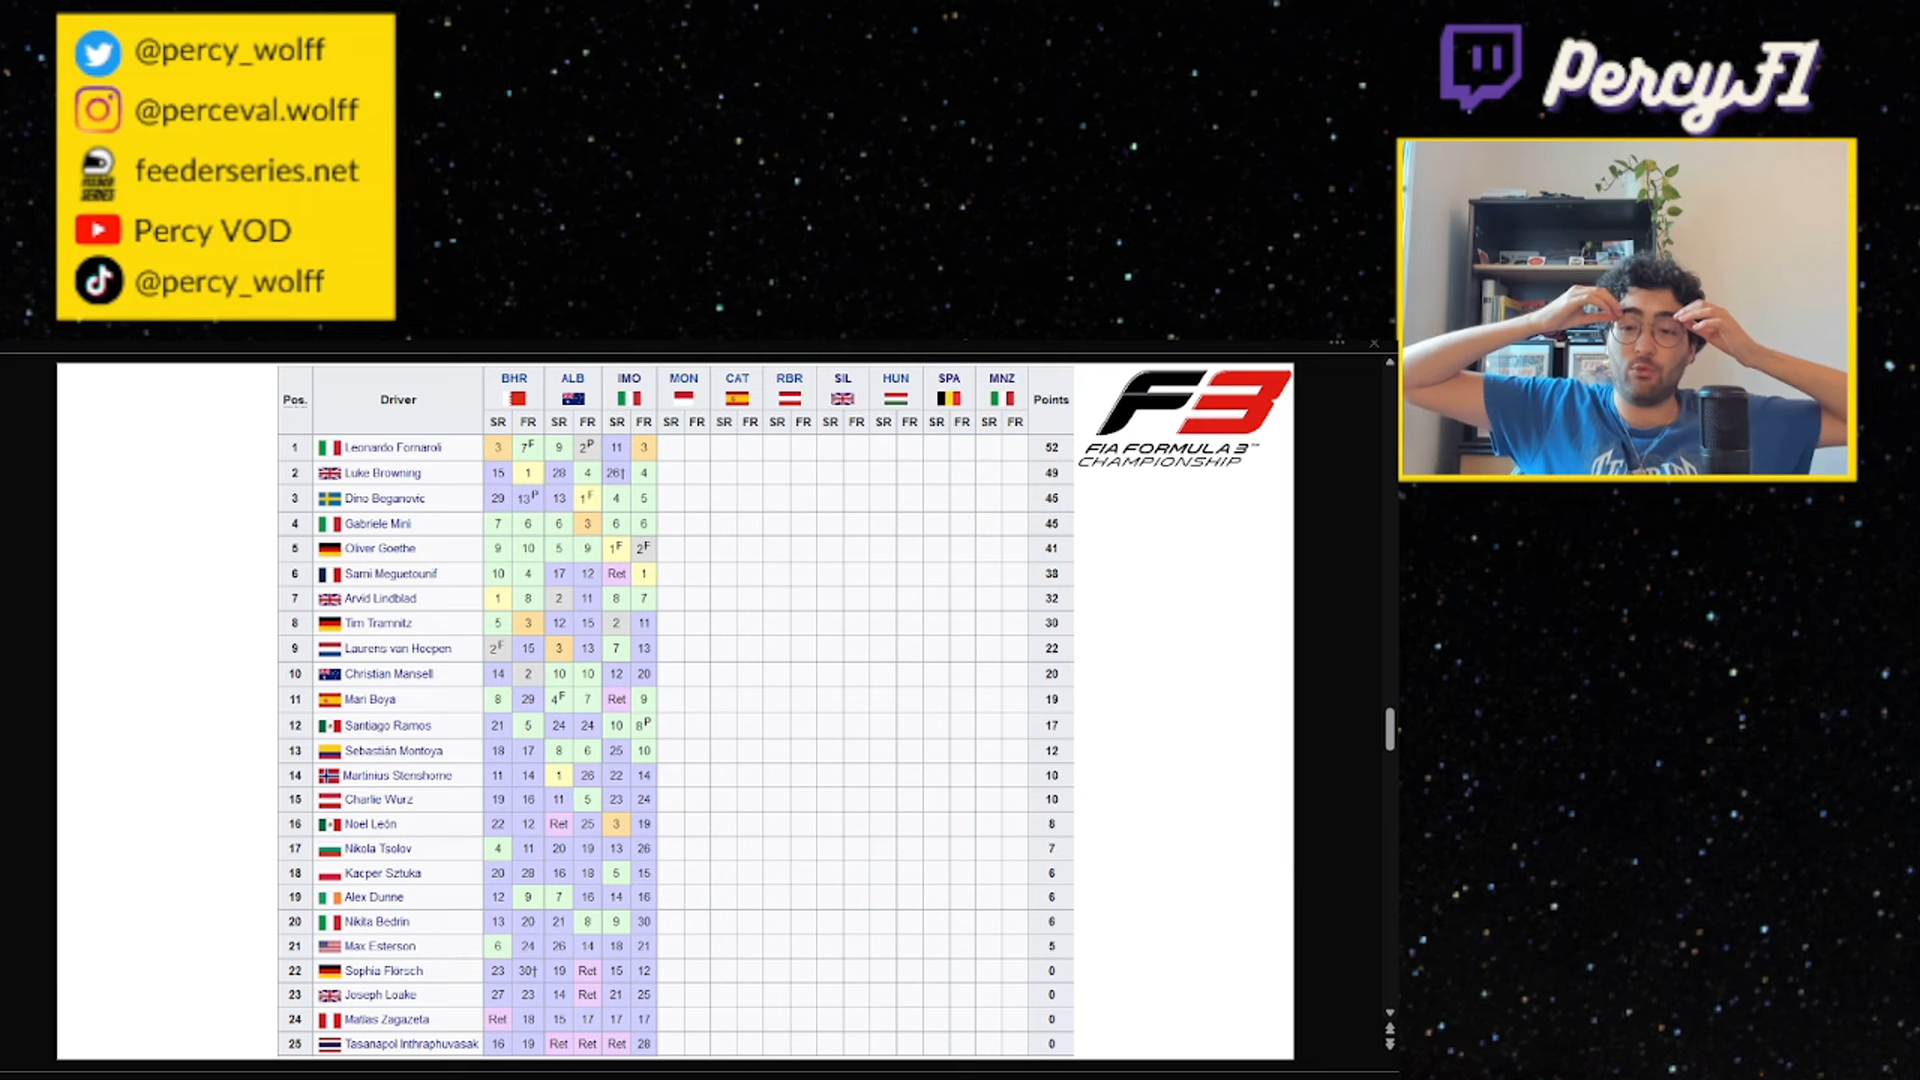 @percy_wolff
@perceval.wolff
feederseries.net
Percy VOD
@percy_wolff
PercyF1
Pos. Driver BHR ALB IMO MON CAT RBR SIL HUN SPA MNZ Points
SR FR SR FR SR FR SR FR SR FR SR FR SR FR SR FR SR FR SR FR
1 Leonardo Fornaroli 3 7F 9 2P 11 3 52
2 Luke Browning 15 1 28 4 26† 4 49
3 Dino Beganovic 29 13P 13 1F 4 5 45
4 Gabriele Minì 7 6 6 3 6 6 45
5 Oliver Goethe 9 10 5 9 1F 2F 41
6 Sami Meguetounif 10 4 17 12 Ret 1 38
7 Arvid Lindblad 1 8 2 11 8 7 32
8 Tim Tramnitz 5 3 12 15 2 11 30
9 Laurens van Hoepen 2F 15 3 13 7 13 22
10 Christian Mansell 14 2 10 10 12 20 20
11 Mari Boya 8 29 4F 7 Ret 9 19
12 Santiago Ramos 21 5 24 24 10 8P 17
13 Sebastián Montoya 18 17 8 6 25 10 12
14 Martinius Stenshorne 11 14 1 26 22 14 10
15 Charlie Wurz 19 16 11 5 23 24 10
16 Noel León 22 12 Ret 25 3 19 8
17 Nikola Tsolov 4 11 20 19 13 26 7
18 Kacper Sztuka 20 28 16 18 5 15 6
19 Alex Dunne 12 9 7 16 14 16 6
20 Nikita Bedrin 13 20 21 8 9 30 6
21 Max Esterson 6 24 26 14 18 21 5
22 Sophia Flörsch 23 30† 19 Ret 15 12 0
23 Joseph Loake 27 23 14 Ret 21 25 0
24 Matías Zagazeta Ret 18 15 17 17 17 0
25 Tasanapol Inthraphuvasak 16 19 Ret Ret Ret 28 0
F3
FIA FORMULA 3™
CHAMPIONSHIP